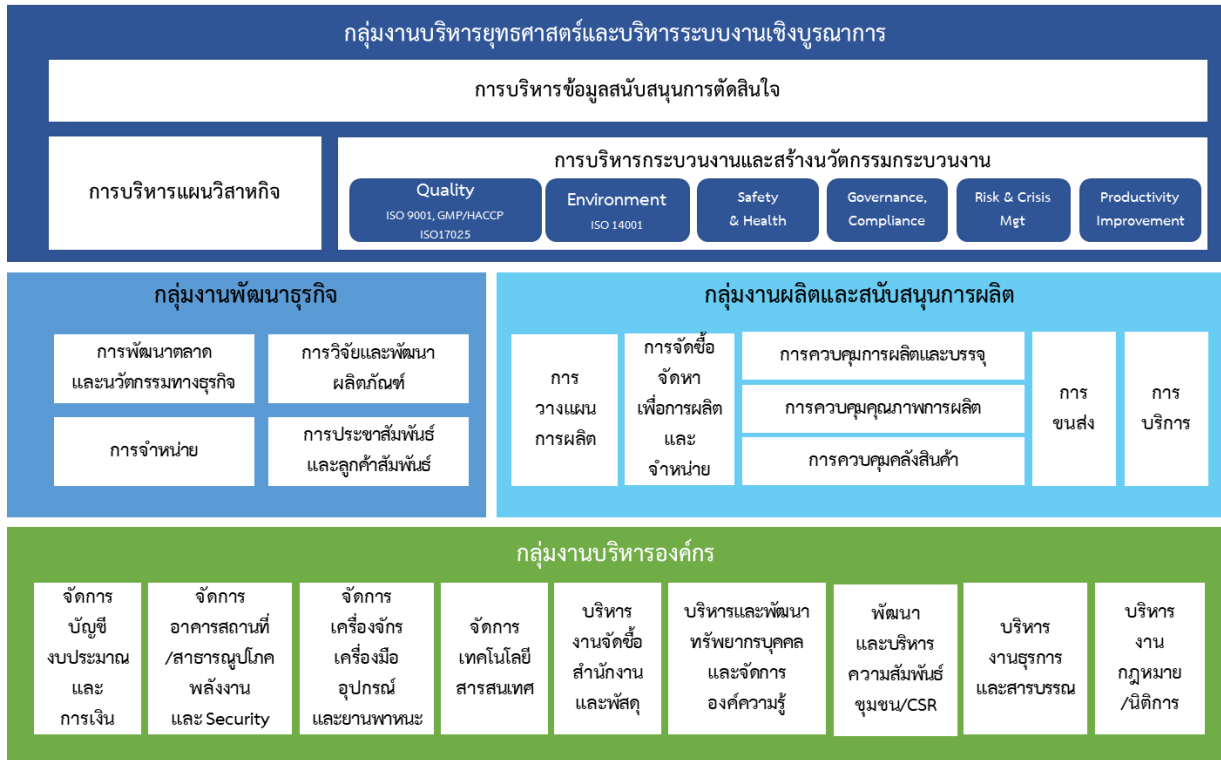 กลุ่มงานบริหารยุทธศาสตร์และบริหารระบบงานเชิงบูรณาการ
การบริหารข้อมูลสนับสนุนการตัดสินใจ
การบริหารแผนวิสาหกิจ
การบริหารกระบวนงานและสร้างนวัตกรรมกระบวนงาน
Quality
ISO 9001, GMP/HACCP
ISO17025
Environment
ISO 14001
Safety
& Health
Governance,
Compliance
Risk & Crisis
Mgt
Productivity
Improvement
กลุ่มงานพัฒนาธุรกิจ
การพัฒนาตลาด
และนวัตกรรมทางธุรกิจ
การวิจัยและพัฒนา
ผลิตภัณฑ์
การจำหน่าย
การประชาสัมพันธ์
และลูกค้าสัมพันธ์
กลุ่มงานผลิตและสนับสนุนการผลิต
การ
วางแผน
การผลิต
การจัดซื้อ
จัดหา
เพื่อการผลิต
และ
จำหน่าย
การควบคุมการผลิตและบรรจุ
การควบคุมคุณภาพการผลิต
การควบคุมคลังสินค้า
การ
ขนส่ง
การ
บริการ
กลุ่มงานบริหารองค์กร
จัดการ
บัญชี
งบประมาณ
และ
การเงิน
จัดการ
อาคารสถานที่
/สาธารณูปโภค
พลังงาน
และ Security
จัดการ
เครื่องจักร
เครื่องมือ
อุปกรณ์
และยานพาหนะ
จัดการ
เทคโนโลยี
สารสนเทศ
บริหาร
งานจัดซื้อ
สำนักงาน
และพัสดุ
บริหารและพัฒนา
ทรัพยากรบุคคล
และจัดการ
องค์ความรู้
พัฒนา
และบริหาร
ความสัมพันธ์
ชุมชน/CSR
บริหาร
งานธุรการ
และสารบรรณ
บริหาร
งาน
กฎหมาย
/นิติการ